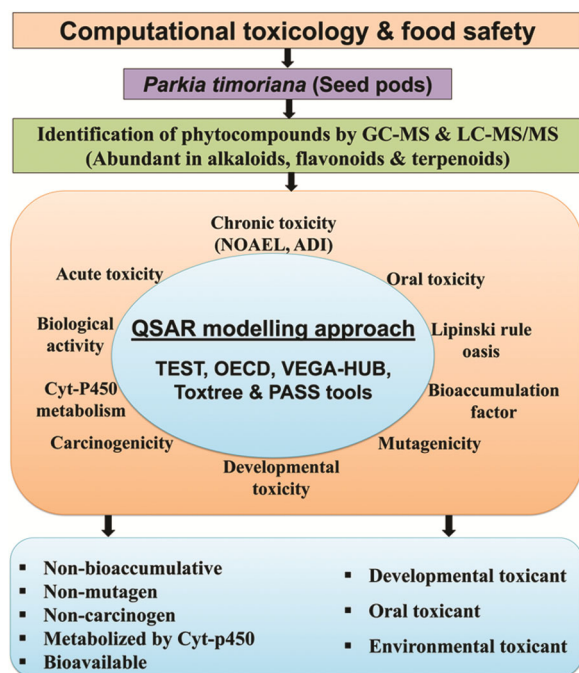 Computational toxicology & food safety
Parkia timoriana (Seed pods)
Identification of phytocompounds by GC-MS & LC-MS/MS
(Abundant in alkaloids, flavonoids & terpenoids)
Chronic toxicity
(NOAEL, ADI)
Acute toxicity
Oral toxicity
Biological
activity
QSAR modelling approach
Lipinski rule
oasis
TEST, OECD, VEGA-HUB,
Toxtree & PASS tools
Cyt-P450
metabolism
Bioaccumulation
factor
Carcinogenicity
Mutagenicity
Developmental
toxicity
▪ Non-bioaccumulative
▪ Non-mutagen
▪ Non-carcinogen
▪ Metabolized by Cyt-p450
▪ Bioavailable
▪ Developmental toxicant
▪ Oral toxicant
▪ Environmental toxicant